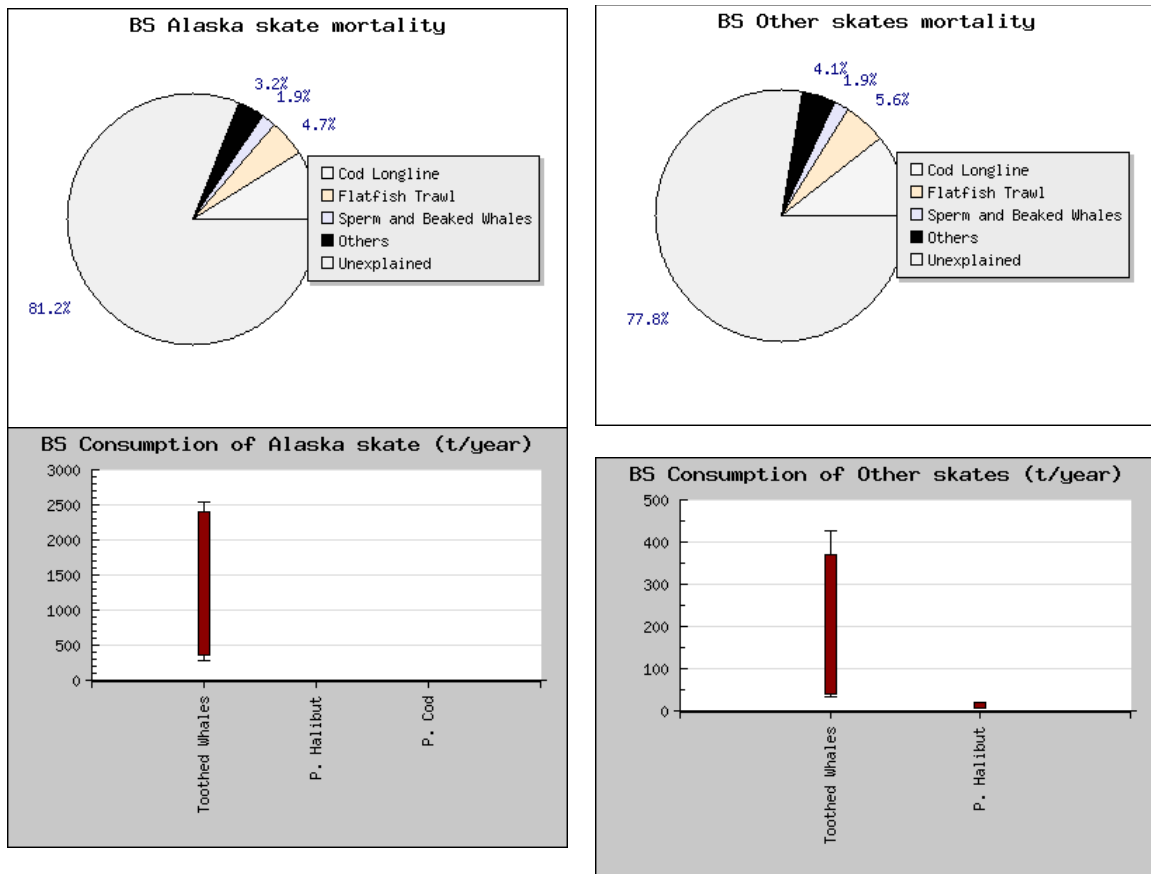 BS Alaska skate mortality
3.2%
1.9%
4.7%
81.2%
Cod Longline
Flatfish Trawl
Sperm and Beaked Whales
Others
Unexplained
BS Other skates mortality
4.1%
1.9%
5.6%
77.8%
Cod Longline
Flatfish Trawl
Sperm and Beaked Whales
Others
Unexplained
BS Consumption of Alaska skate (t/year)
3000
2500
2000
1500
1000
500
0
Toothed Whales
P. Halibut
P. Cod
BS Consumption of Other skates (t/year)
500
400
300
200
100
0
Toothed Whales
P. Halibut